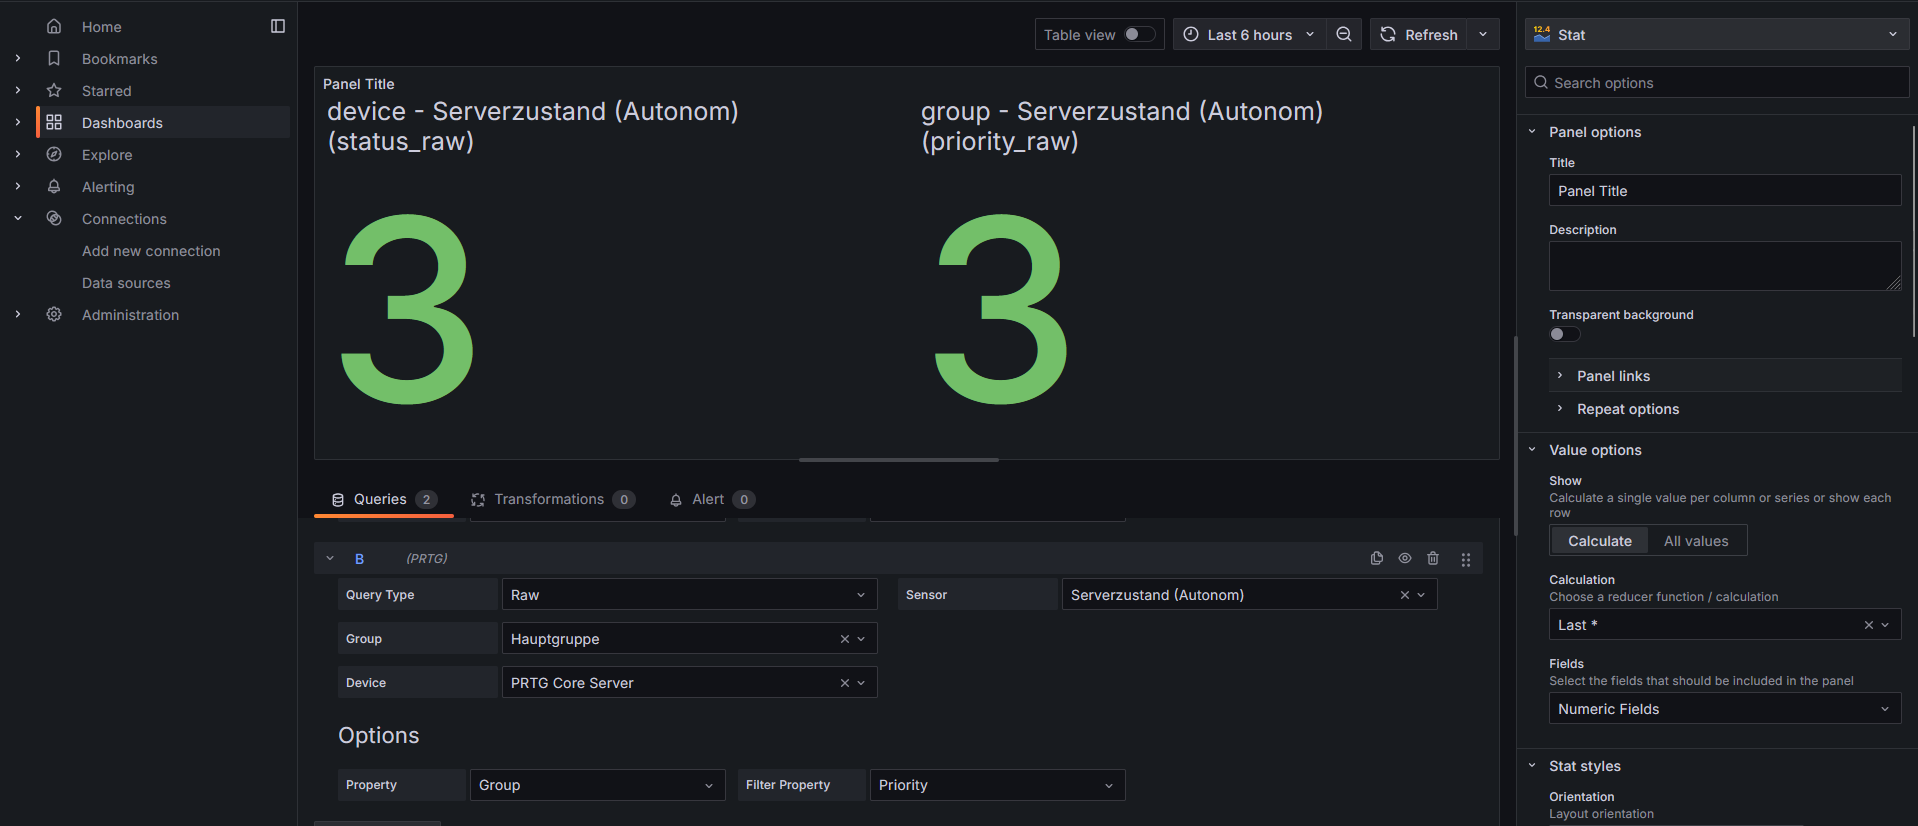 Home
Bookmarks
Starred
Dashboards
Explore
Alerting
Connections
Add new connection
Data sources
Administration
Table view
Last 6 hours
Refresh
Panel Title
device - Serverzustand (Autonom)
(status_raw)
3
group - Serverzustand (Autonom)
(priority_raw)
3
Queries 2
Transformations 0
Alert 0
B (PRTG)
Query Type Raw
Sensor Serverzustand (Autonom)
Group Hauptgruppe
Device PRTG Core Server
Options
Property Group
Filter Property Priority
12.4 Stat
Search options
Panel options
Title
Panel Title
Description
Transparent background
Panel links
Repeat options
Value options
Show
Calculate a single value per column or series or show each
row
Calculate All values
Calculation
Choose a reducer function / calculation
Last *
Fields
Select the fields that should be included in the panel
Numeric Fields
Stat styles
Orientation
Layout orientation